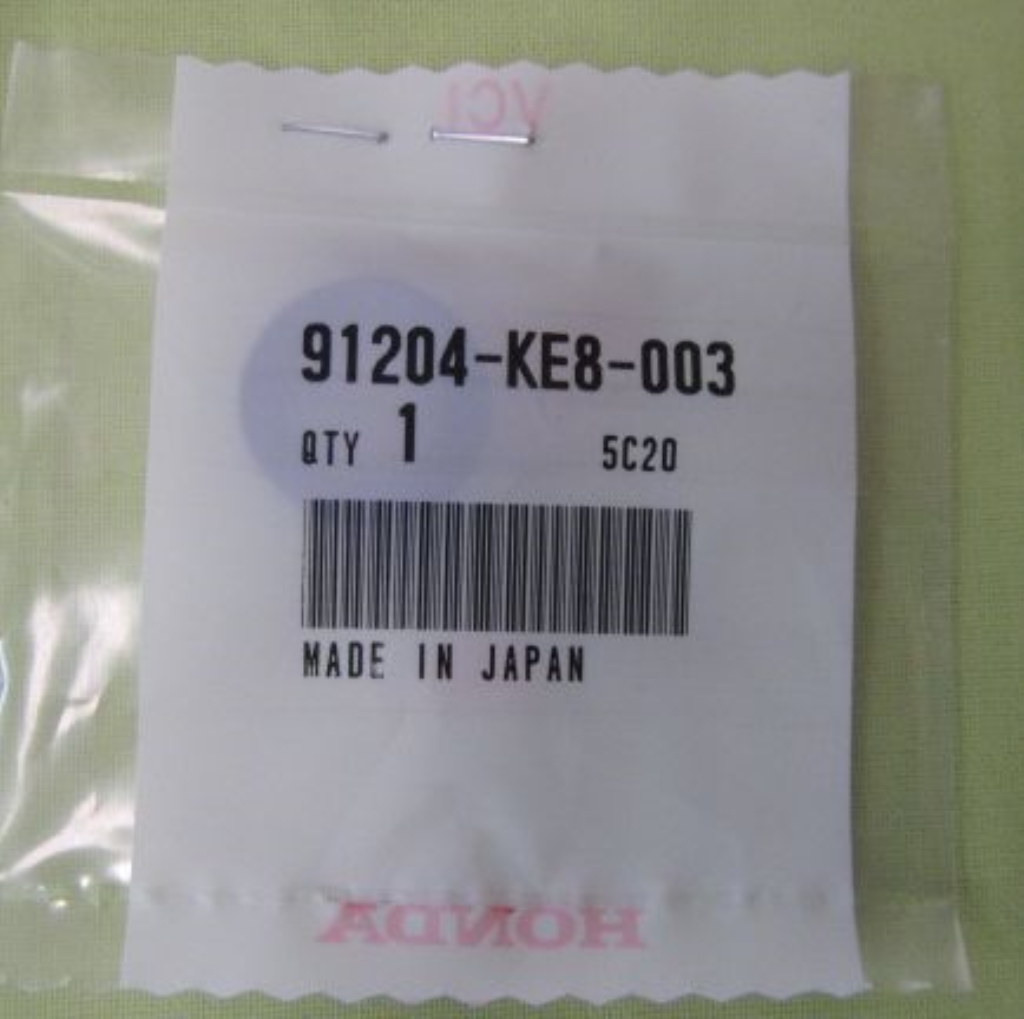 VCI
91204-KE8-003
QTY 1 5C20
MADE IN JAPAN
HONDA